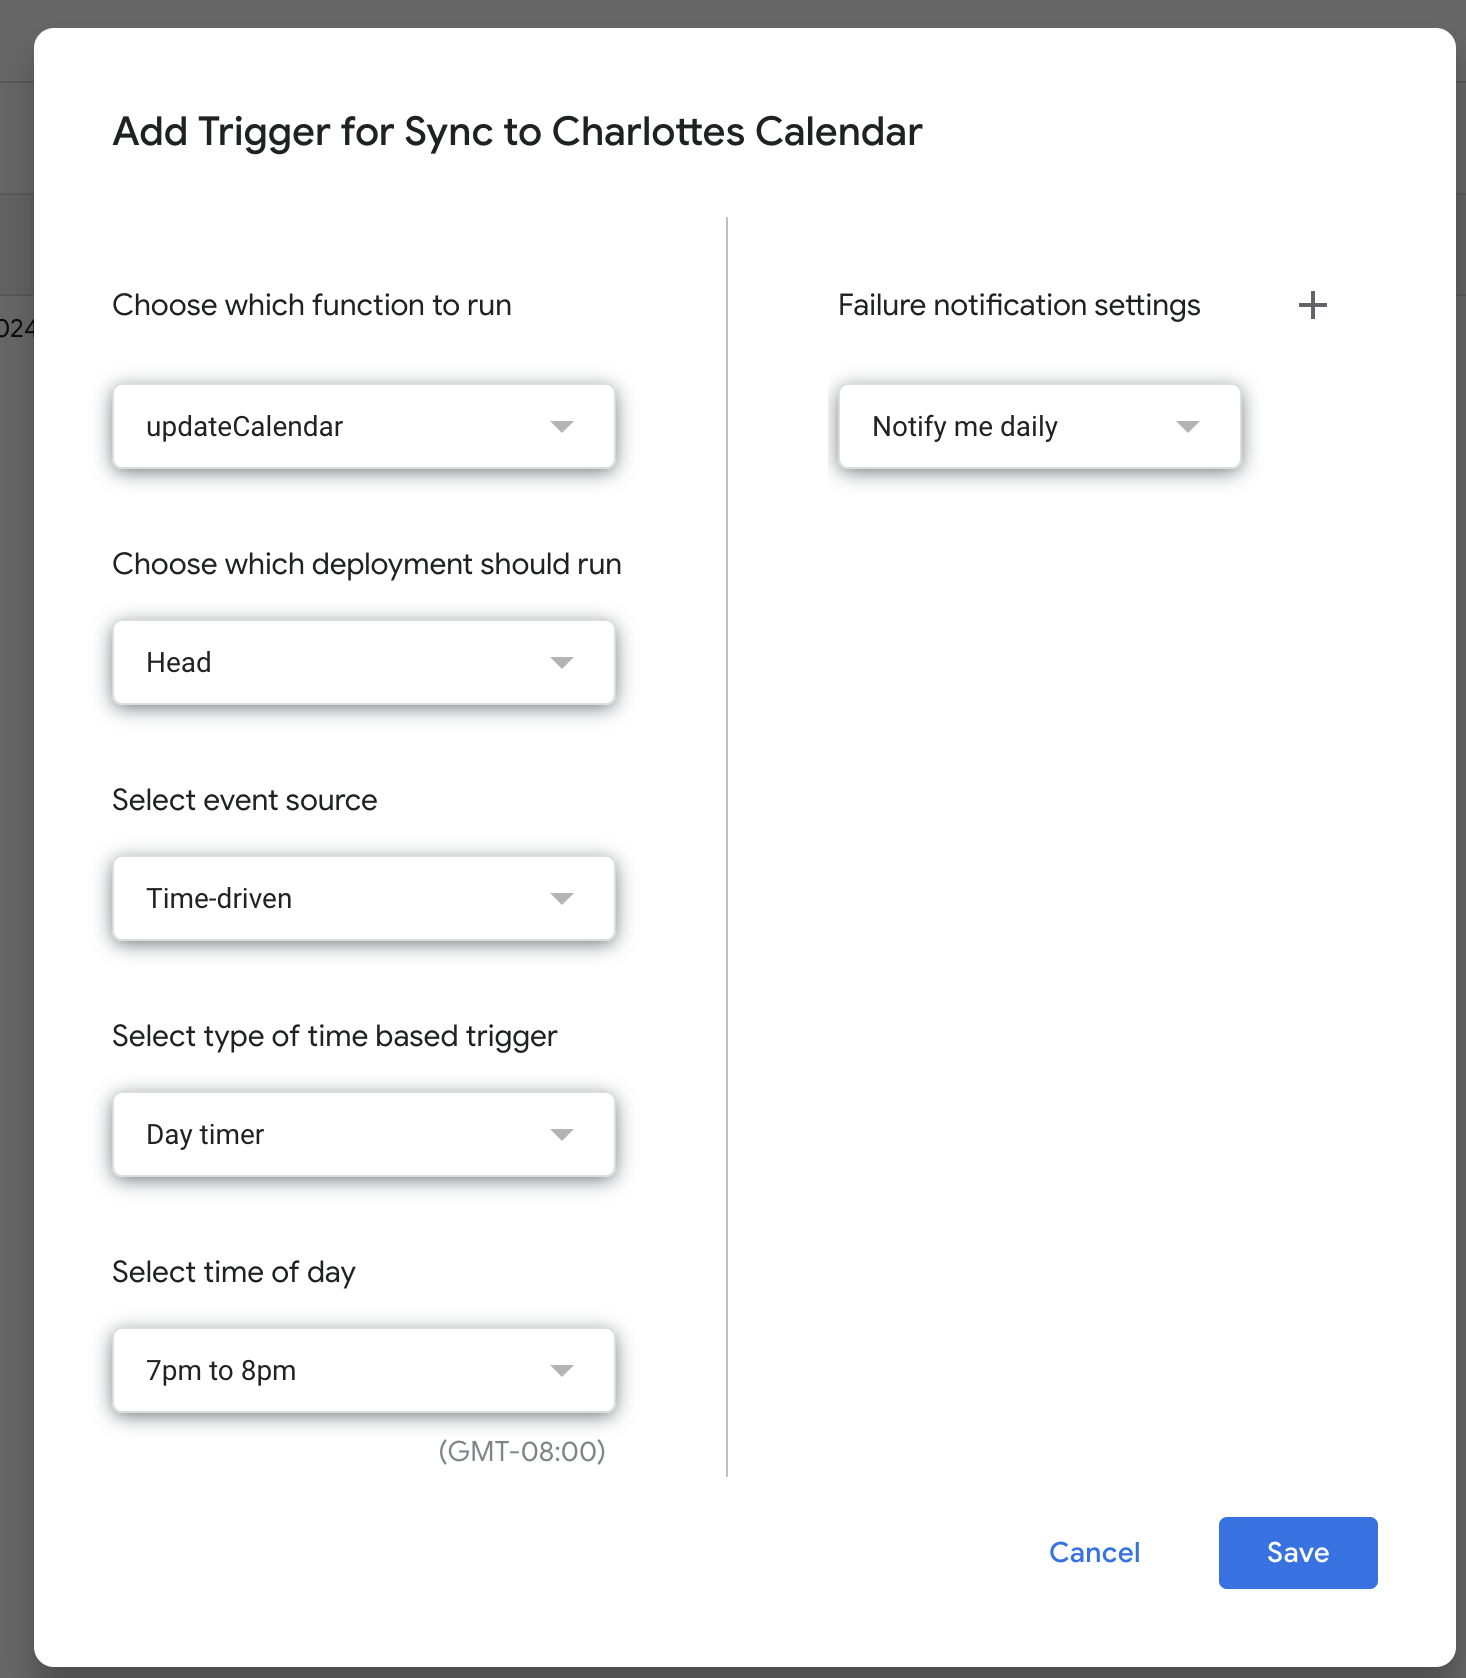 Add Trigger for Sync to Charlottes Calendar
Choose which function to run
updateCalendar
Choose which deployment should run
Head
Select event source
Time-driven
Select type of time based trigger
Day timer
Select time of day
7pm to 8pm
(GMT-08:00)
Failure notification settings
Notify me daily
Cancel
Save
024